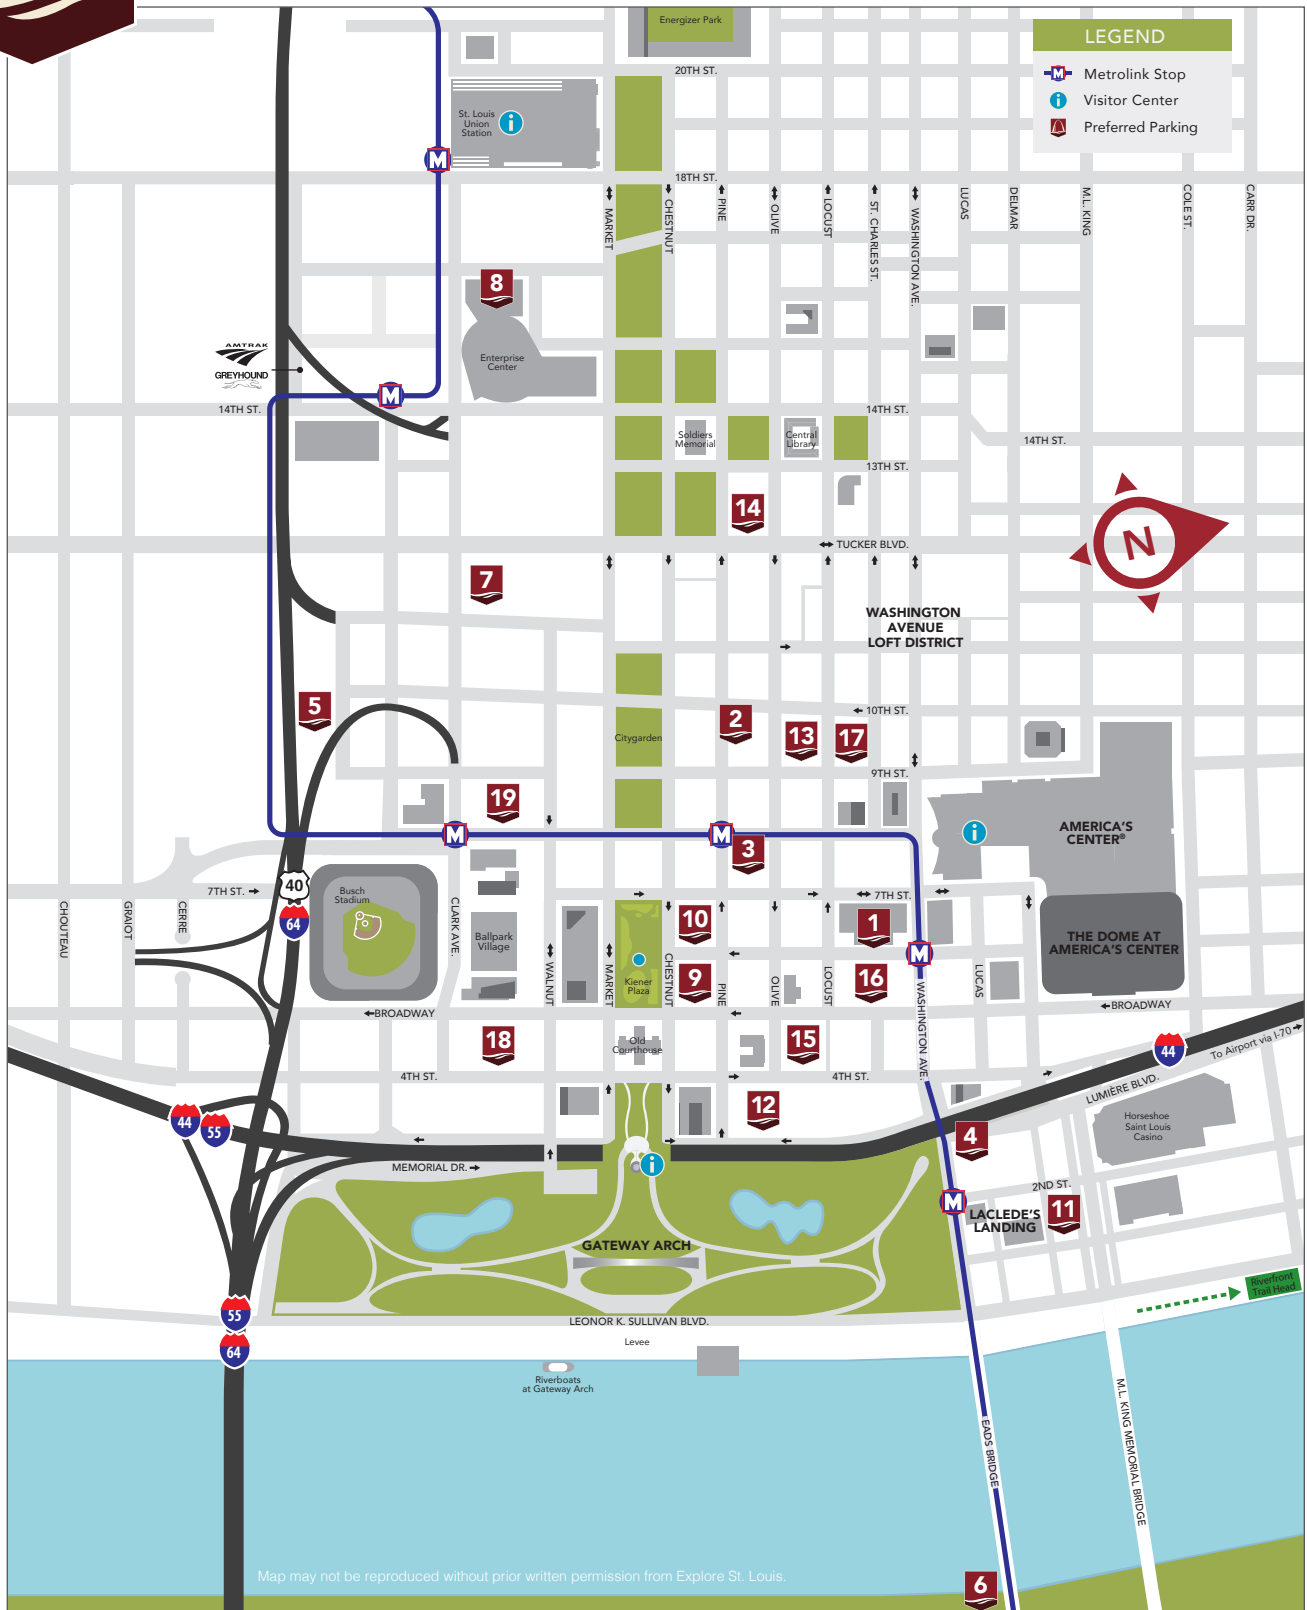 Energizer Park
LEGEND
Metrolink Stop
Visitor Center
Preferred Parking
20TH ST.
St. Louis
Union
Station
18TH ST.
MARKET
CHESTNUT
PINE
OLIVE
LOCUST
ST. CHARLES ST.
WASHINGTON AVE.
LUCAS
DELMAR
M.L. KING
COLE ST.
CARR DR.
8
Enterprise
Center
AMTRAK
GREYHOUND
14TH ST.
14TH ST.
14TH ST.
Soldiers
Memorial
Central
Library
13TH ST.
14
N
TUCKER BLVD.
7
WASHINGTON
AVENUE
LOFT DISTRICT
5
10TH ST.
2
13
17
Citygarden
9TH ST.
19
AMERICA'S
CENTER®
3
40
64
7TH ST.
7TH ST.
Busch
Stadium
CHOUTEAU
GRAIOT
CERRE
CLARK AVE.
Ballpark
Village
WALNUT
MARKET
Kiener
Plaza
CHESTNUT
10
9
PINE
OLIVE
LOCUST
1
16
WASHINGTON AVE.
LUCAS
THE DOME AT
AMERICA'S CENTER
BROADWAY
BROADWAY
18
Old
Courthouse
15
44
To Airport via I-70
4TH ST.
4TH ST.
LUMIÈRE BLVD.
12
44
55
4
Horseshoe
Saint Louis
Casino
MEMORIAL DR.
2ND ST.
LACLEDE'S
LANDING
11
GATEWAY ARCH
Riverfront
Trail Head
55
64
LEONOR K. SULLIVAN BLVD.
Levee
Riverboats
at Gateway Arch
EADS BRIDGE
M.L. KING MEMORIAL BRIDGE
Map may not be reproduced without prior written permission from Explore St. Louis.
6